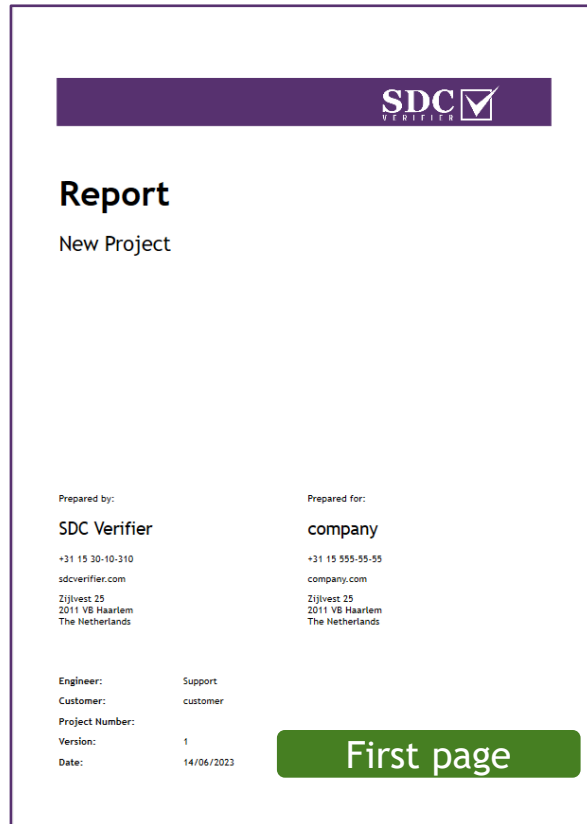 SDC
VERIFIER
Report
New Project
Prepared by:
SDC Verifier
+31 15 30-10-310
sdcverifier.com
Zijlvest 25
2011 VB Haarlem
The Netherlands
Prepared for:
company
+31 15 555-55-55
company.com
Zijlvest 25
2011 VB Haarlem
The Netherlands
Engineer: Support
Customer: customer
Project Number:
Version: 1
Date: 14/06/2023
First page